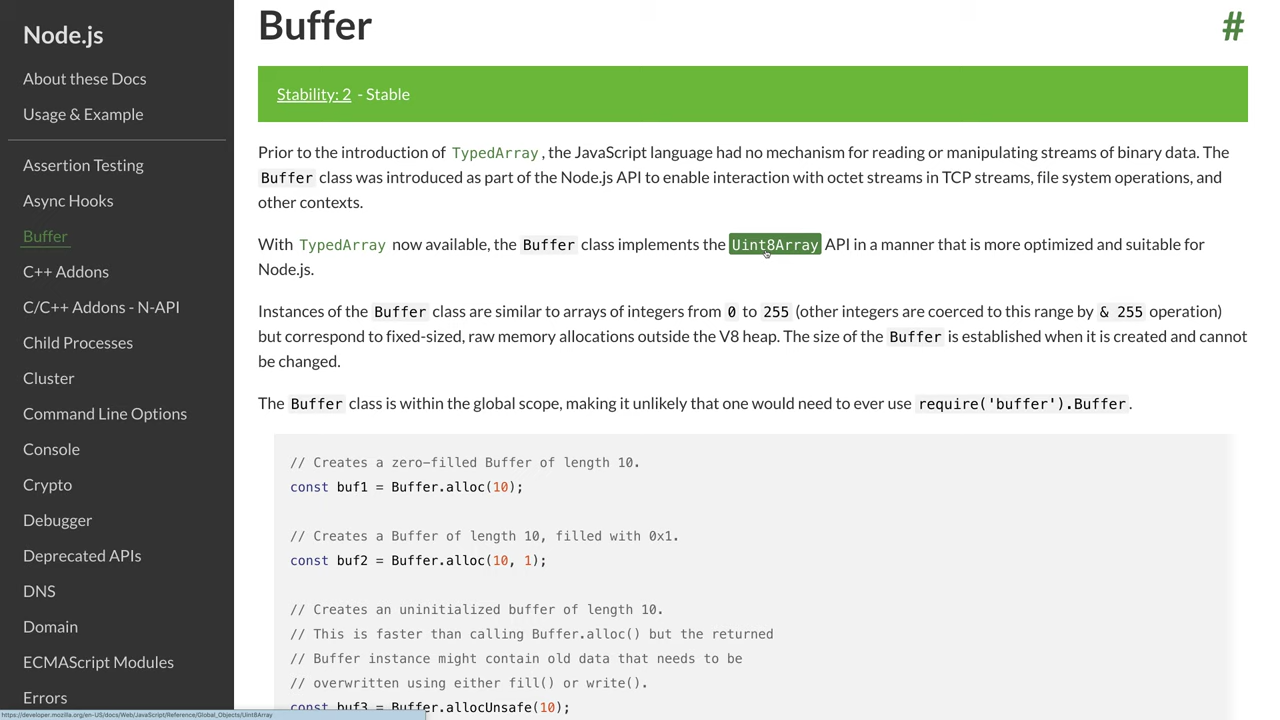 Node.js
About these Docs
Usage & Example
Assertion Testing
Async Hooks
Buffer
C++ Addons
C/C++ Addons - N-API
Child Processes
Cluster
Command Line Options
Console
Crypto
Debugger
Deprecated APIs
DNS
Domain
ECMAScript Modules
Errors
Buffer
#
Stability: 2 - Stable
Prior to the introduction of TypedArray, the JavaScript language had no mechanism for reading or manipulating streams of binary data. The
Buffer class was introduced as part of the Node.js API to enable interaction with octet streams in TCP streams, file system operations, and
other contexts.
With TypedArray now available, the Buffer class implements the Uint8Array API in a manner that is more optimized and suitable for
Node.js.
Instances of the Buffer class are similar to arrays of integers from 0 to 255 (other integers are coerced to this range by & 255 operation)
but correspond to fixed-sized, raw memory allocations outside the V8 heap. The size of the Buffer is established when it is created and cannot
be changed.
The Buffer class is within the global scope, making it unlikely that one would need to ever use require('buffer').Buffer.
// Creates a zero-filled Buffer of length 10.
const buf1 = Buffer.alloc(10);
// Creates a Buffer of length 10, filled with 0x1.
const buf2 = Buffer.alloc(10, 1);
// Creates an uninitialized buffer of length 10.
// This is faster than calling Buffer.alloc() but the returned
// Buffer instance might contain old data that needs to be
// overwritten using either fill() or write().
const buf3 = Buffer.allocUnsafe(10);
https://developer.mozilla.org/en-US/docs/Web/JavaScript/Reference/Global_Objects/Uint8Array